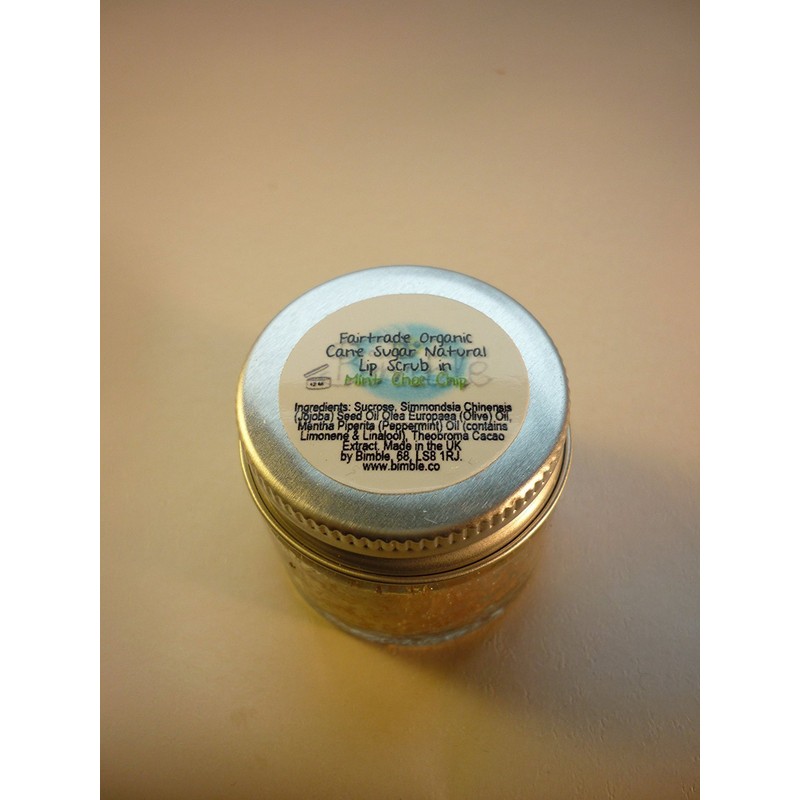 Fairtrade Organic
Cane Sugar Natural
Lip Scrub in
Mint Choc Chip
Ingredients: Sucrose, Simmondsia Chinensis
(Jojoba) Seed Oil Olea Europaea (Olive) Oil,
Mentha Piperita (Peppermint) Oil (contains
Limonene & Linalool), Theobroma Cacao
Extract. Made in the UK
by Bimble, 68, LS8 1RJ.
www.bimble.co